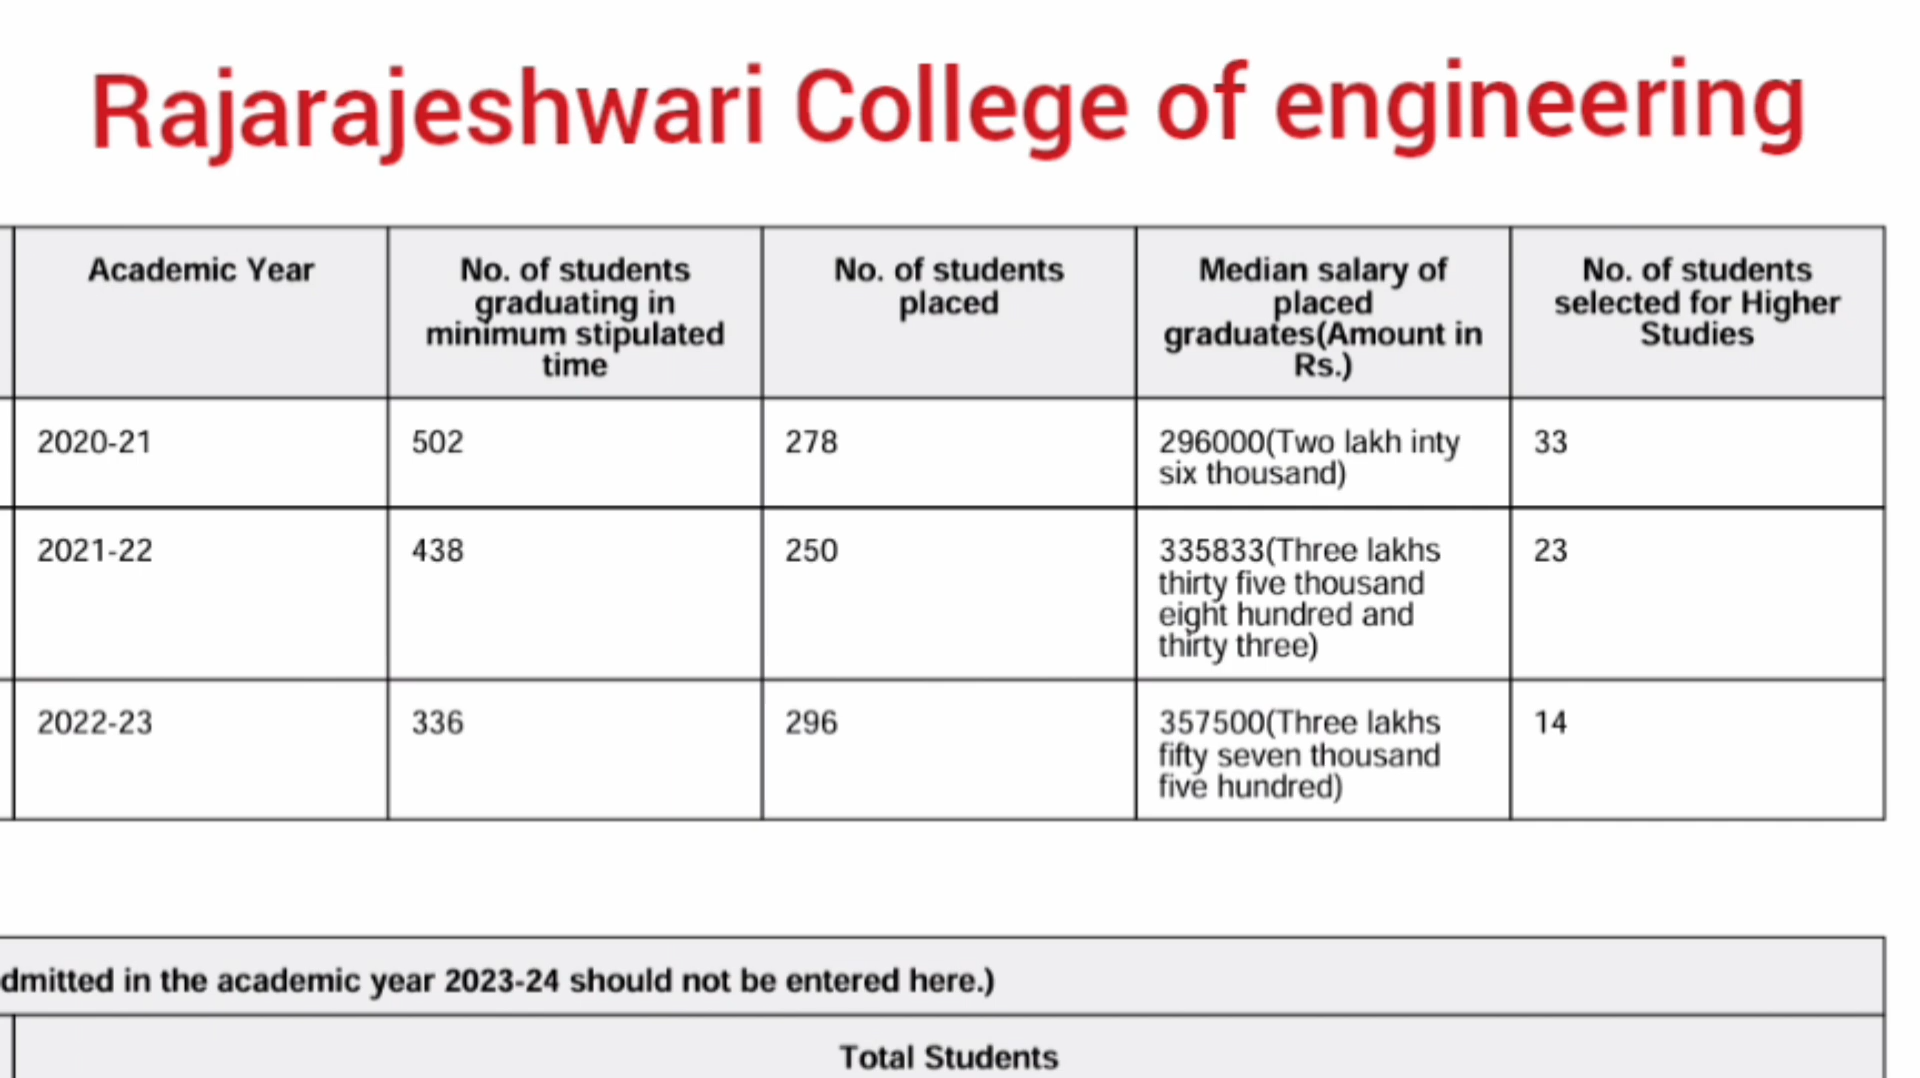 Rajarajeshwari College of engineering
Academic Year
No. of students
graduating in
minimum stipulated
time
No. of students
placed
Median salary of
placed
graduates(Amount in
Rs.)
No. of students
selected for Higher
Studies
2020-21
502
278
296000(Two lakh inty
six thousand)
33
2021-22
438
250
335833(Three lakhs
thirty five thousand
eight hundred and
thirty three)
23
2022-23
336
296
357500(Three lakhs
fifty seven thousand
five hundred)
14
dmitted in the academic year 2023-24 should not be entered here.)
Total Students